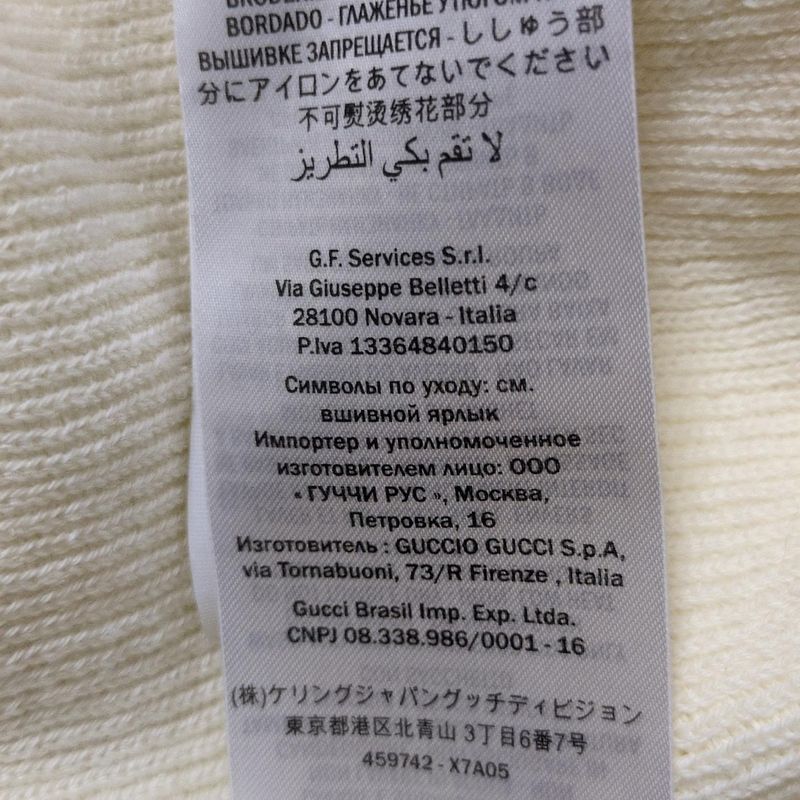 BORDADO - ГЛАЖЕНЬЕ УТЮГОМ
ВЫШИВКЕ ЗАПРЕЩАЕТСЯ - ししゅう部
分にアイロンをあてないでください
不可熨烫绣花部分
لا تقم بكي التطريز
G.F. Services S.r.l.
Via Giuseppe Belletti 4/c
28100 Novara - Italia
P.Iva 13364840150
Символы по уходу: см.
вшивной ярлык
Импортер и уполномоченное
изготовителем лицо: ООО
« ГУЧЧИ РУС », Москва,
Петровка, 16
Изготовитель : GUCCIO GUCCI S.p.A,
via Tornabuoni, 73/R Firenze , Italia
Gucci Brasil Imp. Exp. Ltda.
CNPJ 08.338.986/0001 - 16
(株)ケリングジャパングッチディビジョン
東京都港区北青山 3丁目6番7号
459742 - X7A05